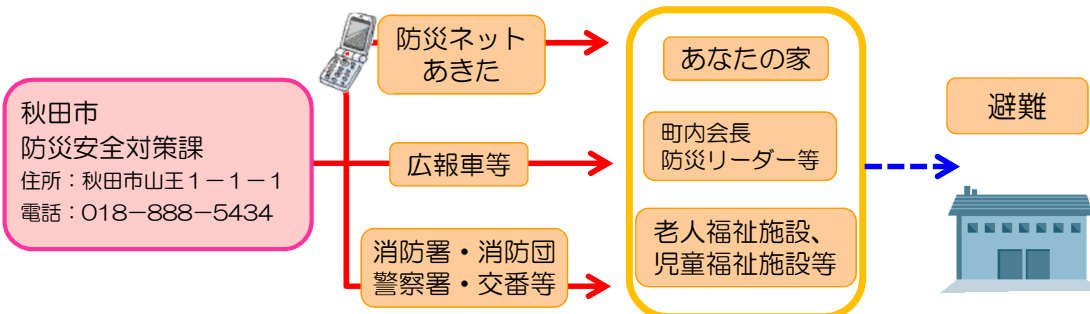 秋田市
防災安全対策課
住所：秋田市山王１－１－１
電話：018－888－5434
防災ネット
あきた
広報車等
消防署・消防団
警察署・交番等
あなたの家
町内会長
防災リーダー等
老人福祉施設、
児童福祉施設等
避難